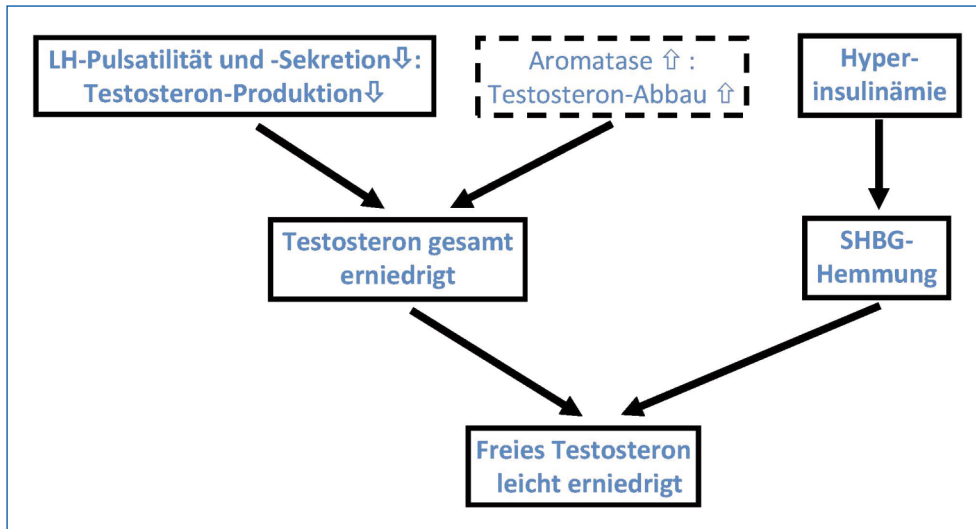 LH-Pulsatilität und -Sekretion⇩:
Testosteron-Produktion⇩
Aromatase ⇧ :
Testosteron-Abbau ⇧
Hyper-
insulinämie
Testosteron gesamt
erniedrigt
SHBG-
Hemmung
Freies Testosteron
leicht erniedrigt